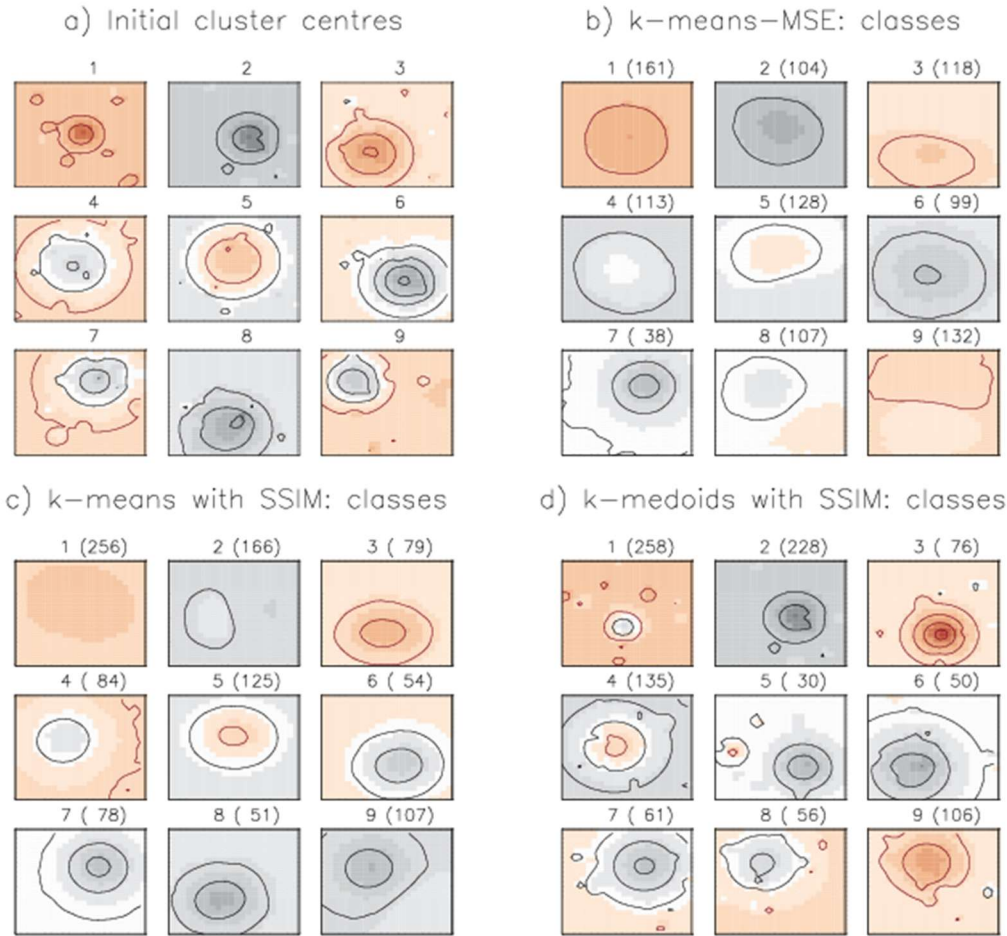 a) Initial cluster centres
1 2 3
4 5 6
7 8 9
b) k-means-MSE: classes
1 (161) 2 (104) 3 (118)
4 (113) 5 (128) 6 ( 99)
7 ( 38) 8 (107) 9 (132)
c) k-means with SSIM: classes
1 (256) 2 (166) 3 ( 79)
4 ( 84) 5 (125) 6 ( 54)
7 ( 78) 8 ( 51) 9 (107)
d) k-medoids with SSIM: classes
1 (258) 2 (228) 3 ( 76)
4 (135) 5 ( 30) 6 ( 50)
7 ( 61) 8 ( 56) 9 (106)